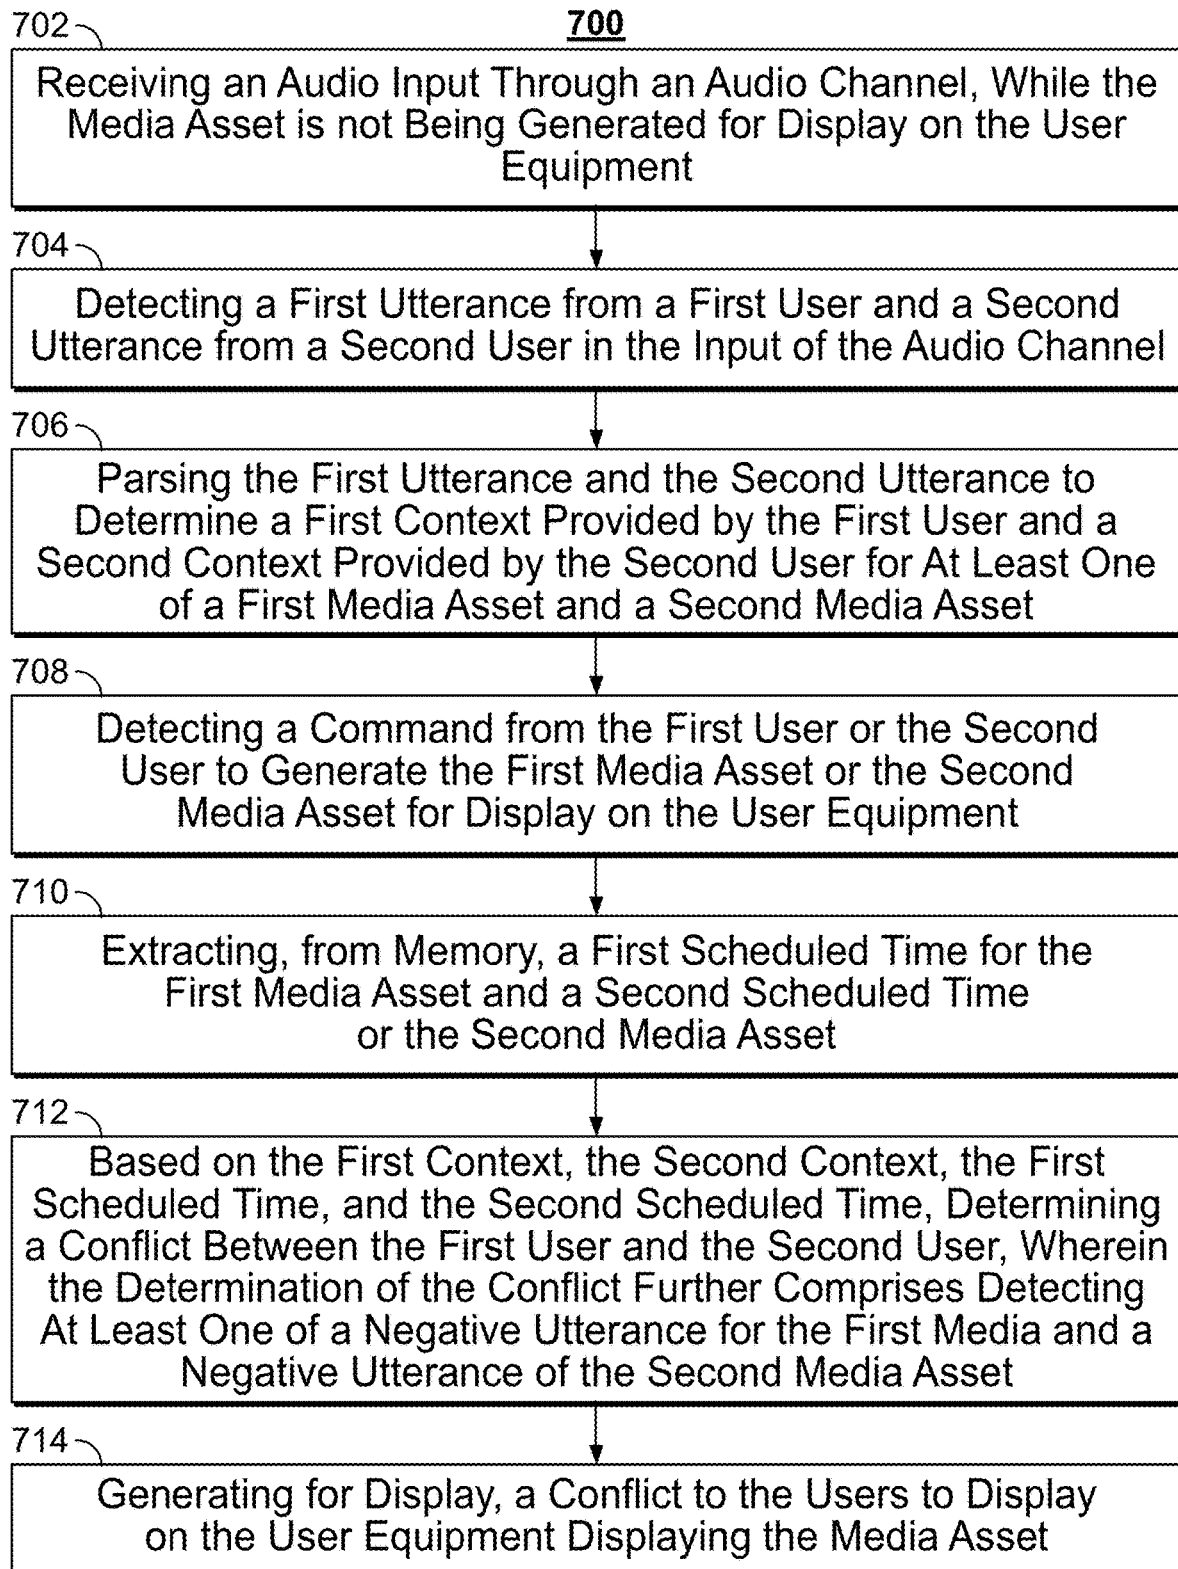 700
702
Receiving an Audio Input Through an Audio Channel, While the
Media Asset is not Being Generated for Display on the User
Equipment
704
Detecting a First Utterance from a First User and a Second
Utterance from a Second User in the Input of the Audio Channel
706
Parsing the First Utterance and the Second Utterance to
Determine a First Context Provided by the First User and a
Second Context Provided by the Second User for At Least One
of a First Media Asset and a Second Media Asset
708
Detecting a Command from the First User or the Second
User to Generate the First Media Asset or the Second
Media Asset for Display on the User Equipment
710
Extracting, from Memory, a First Scheduled Time for the
First Media Asset and a Second Scheduled Time
or the Second Media Asset
712
Based on the First Context, the Second Context, the First
Scheduled Time, and the Second Scheduled Time, Determining
a Conflict Between the First User and the Second User, Wherein
the Determination of the Conflict Further Comprises Detecting
At Least One of a Negative Utterance for the First Media and a
Negative Utterance of the Second Media Asset
714
Generating for Display, a Conflict to the Users to Display
on the User Equipment Displaying the Media Asset